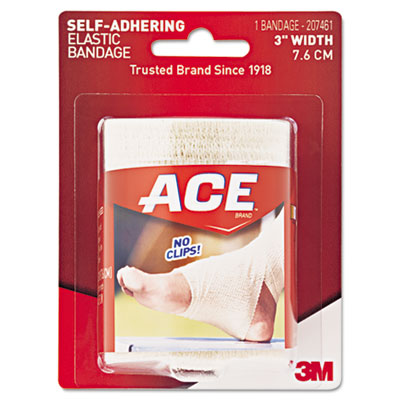 SELF-ADHERING
ELASTIC
BANDAGE
1 BANDAGE - 207461
3" WIDTH
7.6 CM
Trusted Brand Since 1918
ACE™
BRAND
NO
CLIPS!
3M